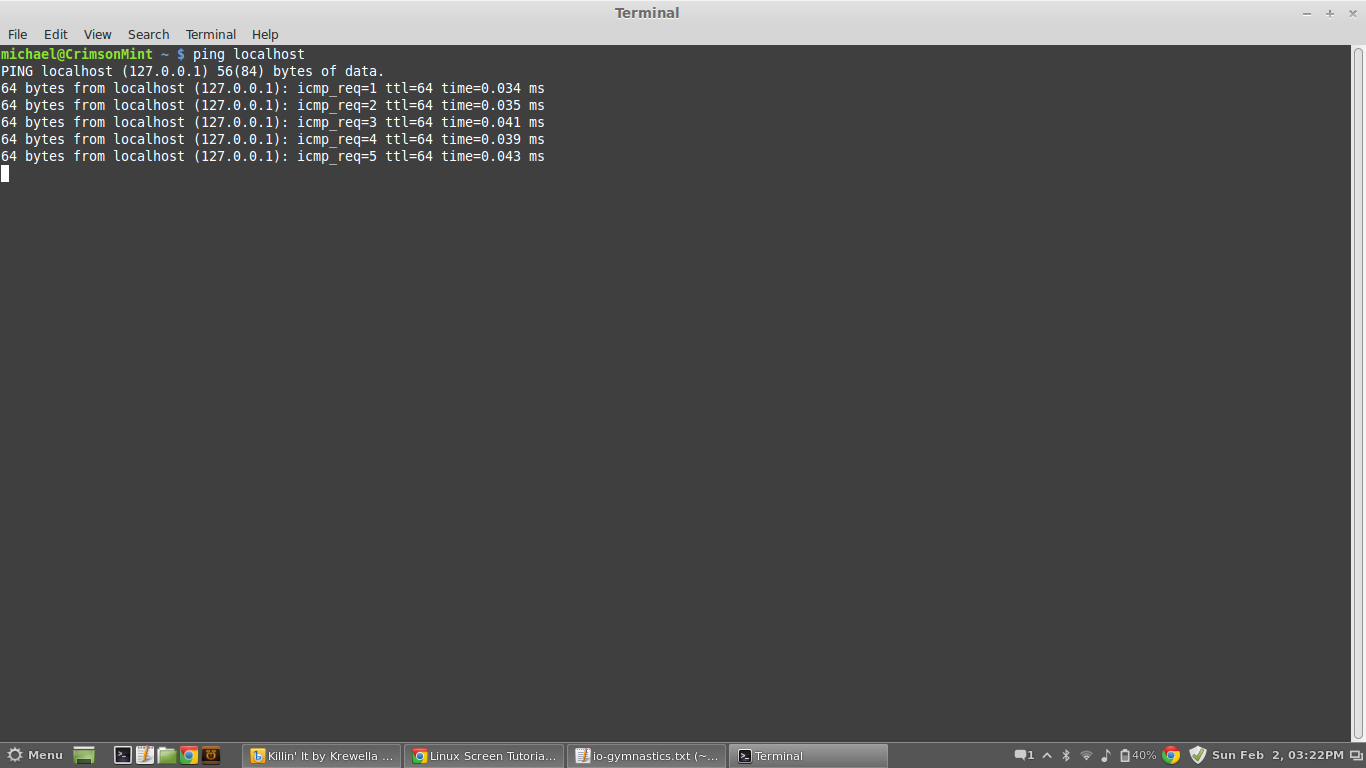 Terminal
File Edit View Search Terminal Help
michael@CrimsonMint ~ $ ping localhost
PING localhost (127.0.0.1) 56(84) bytes of data.
64 bytes from localhost (127.0.0.1): icmp_req=1 ttl=64 time=0.034 ms
64 bytes from localhost (127.0.0.1): icmp_req=2 ttl=64 time=0.035 ms
64 bytes from localhost (127.0.0.1): icmp_req=3 ttl=64 time=0.041 ms
64 bytes from localhost (127.0.0.1): icmp_req=4 ttl=64 time=0.039 ms
64 bytes from localhost (127.0.0.1): icmp_req=5 ttl=64 time=0.043 ms
Menu Killin' It by Krewella ... Linux Screen Tutoria... io-gymnastics.txt (~... Terminal 1 40% Sun Feb 2, 03:22PM